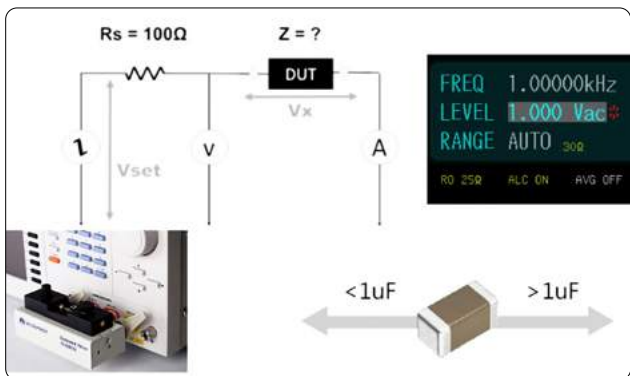 Rs = 100Ω
Z = ?
DUT
Vx
Vset
V
A
FREQ 1.00000kHz
LEVEL 1.000 Vac
RANGE AUTO 30Ω
RO 25Ω ALC ON AVG OFF
<1uF
>1uF